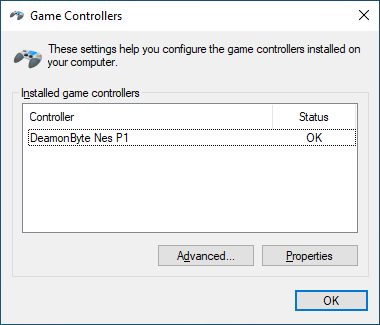 Game Controllers
These settings help you configure the game controllers installed on
your computer.
Installed game controllers
Controller Status
DeamonByte Nes P1 OK
Advanced... Properties
OK